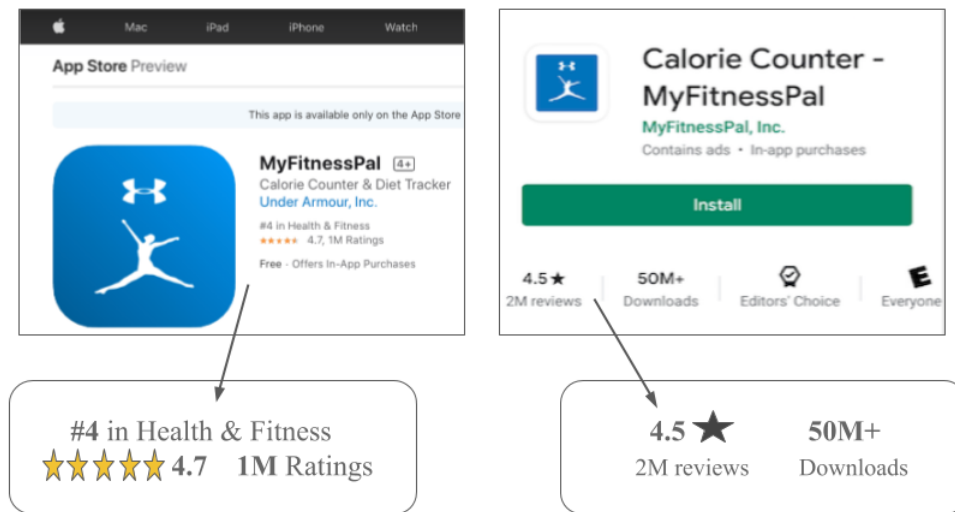 Mac iPad iPhone Watch
App Store Preview
This app is available only on the App Store
MyFitnessPal 4+
Calorie Counter & Diet Tracker
Under Armour, Inc.
#4 in Health & Fitness
4.7, 1M Ratings
Free · Offers In-App Purchases
Calorie Counter -
MyFitnessPal
MyFitnessPal, Inc.
Contains ads • In-app purchases
Install
4.5★ 50M+ E
2M reviews Downloads Editors' Choice Everyone
#4 in Health & Fitness
4.7 1M Ratings
4.5 ★ 50M+
2M reviews Downloads